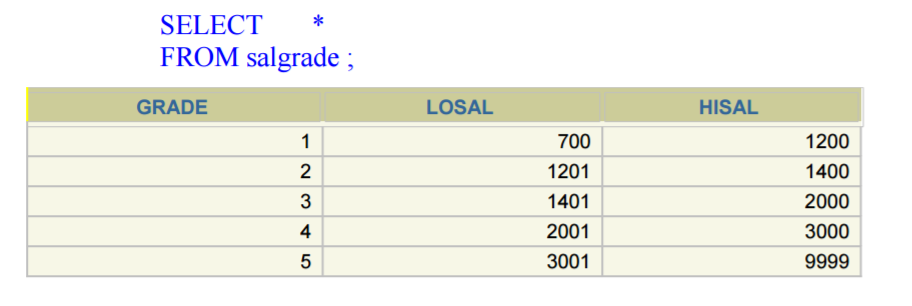 SELECT *
FROM salgrade ;
GRADE LOSAL HISAL
1 700 1200
2 1201 1400
3 1401 2000
4 2001 3000
5 3001 9999